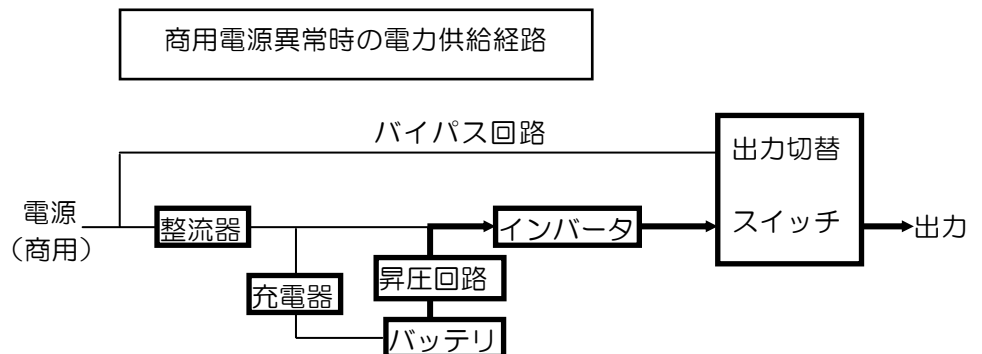 商用電源異常時の電力供給経路
バイパス回路
出力切替
スイッチ
電源
(商用)
整流器
インバータ
出力
昇圧回路
充電器
バッテリ